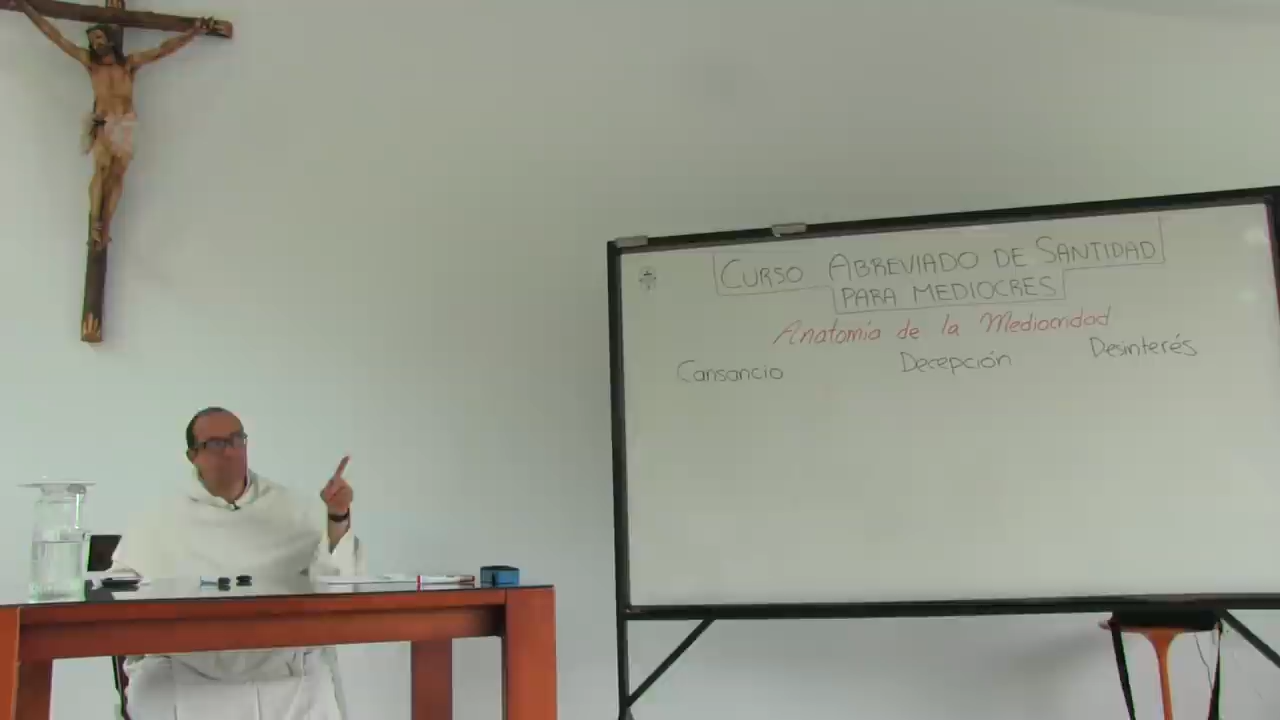 CURSO ABREVIADO DE SANTIDAD
PARA MEDIOCRES
Anatomía de la Mediocridad
Cansancio Decepción Desinterés